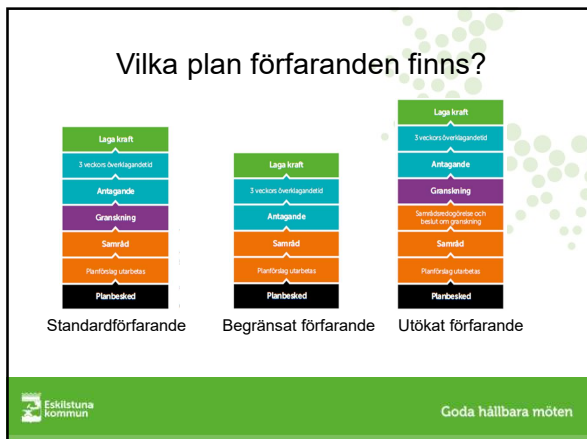 Vilka plan förfaranden finns?
Laga kraft
3 veckors överklagandetid
Antagande
Granskning
Samråd
Planförslag utarbetas
Planbesked
Standardförfarande
Laga kraft
3 veckors överklagandetid
Antagande
Samråd
Planförslag utarbetas
Planbesked
Begränsat förfarande
Laga kraft
3 veckors överklagandetid
Antagande
Granskning
Samrådsredogörelse och
beslut om granskning
Samråd
Planförslag utarbetas
Planbesked
Utökat förfarande
Eskilstuna
kommun
Goda hållbara möten